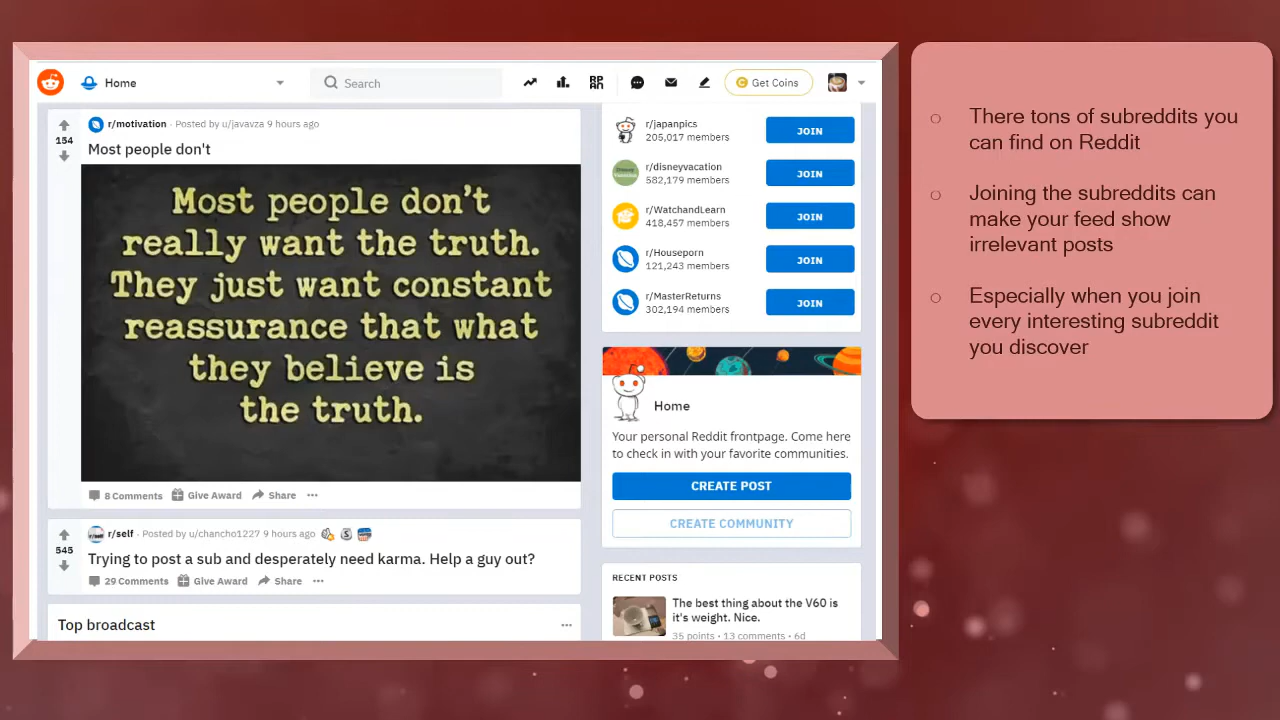 Home
Search
Get Coins
r/motivation · Posted by u/javavza 9 hours ago
154
Most people don't
Most people don't
really want the truth.
They just want constant
reassurance that what
they believe is
the truth.
8 Comments Give Award Share ...
r/self · Posted by u/chancho1227 9 hours ago
545
Trying to post a sub and desperately need karma. Help a guy out?
29 Comments Give Award Share ...
Top broadcast ...
r/japanpics
205,017 members
JOIN
r/disneyvacation
582,179 members
JOIN
r/WatchandLearn
418,457 members
JOIN
r/Houseporn
121,243 members
JOIN
r/MasterReturns
302,194 members
JOIN
Home
Your personal Reddit frontpage. Come here
to check in with your favorite communities.
CREATE POST
CREATE COMMUNITY
RECENT POSTS
The best thing about the V60 is
it's weight. Nice.
35 points · 13 comments · 6d
There tons of subreddits you
can find on Reddit
Joining the subreddits can
make your feed show
irrelevant posts
Especially when you join
every interesting subreddit
you discover